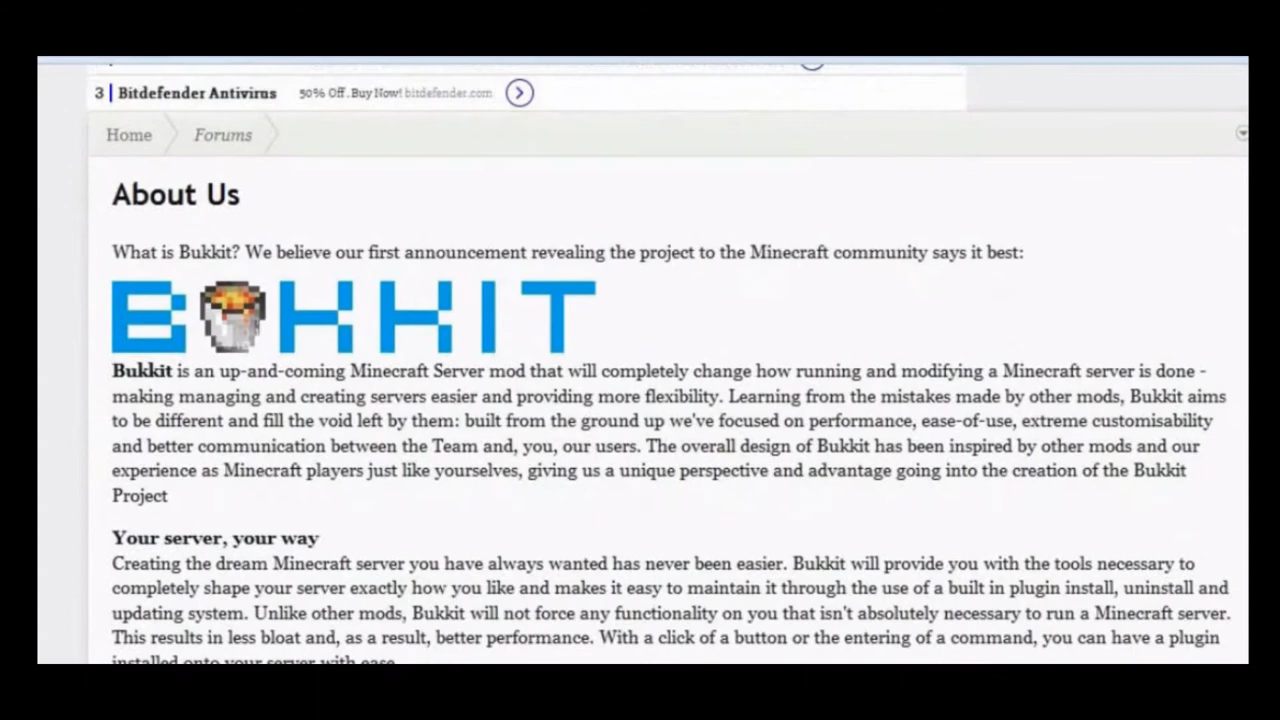 3 Bitdefender Antivirus 50% Off. Buy Now! bitdefender.com
Home Forums
About Us
What is Bukkit? We believe our first announcement revealing the project to the Minecraft community says it best:
BUKKIT
Bukkit is an up-and-coming Minecraft Server mod that will completely change how running and modifying a Minecraft server is done -
making managing and creating servers easier and providing more flexibility. Learning from the mistakes made by other mods, Bukkit aims
to be different and fill the void left by them: built from the ground up we've focused on performance, ease-of-use, extreme customisability
and better communication between the Team and, you, our users. The overall design of Bukkit has been inspired by other mods and our
experience as Minecraft players just like yourselves, giving us a unique perspective and advantage going into the creation of the Bukkit
Project
Your server, your way
Creating the dream Minecraft server you have always wanted has never been easier. Bukkit will provide you with the tools necessary to
completely shape your server exactly how you like and makes it easy to maintain it through the use of a built in plugin install, uninstall and
updating system. Unlike other mods, Bukkit will not force any functionality on you that isn't absolutely necessary to run a Minecraft server.
This results in less bloat and, as a result, better performance. With a click of a button or the entering of a command, you can have a plugin
installed onto your server with ease